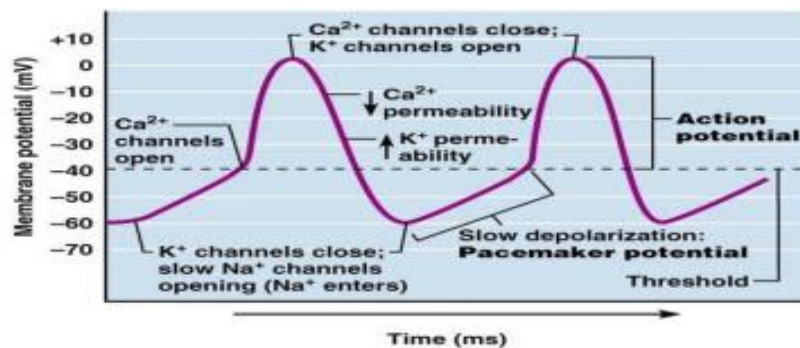 Ca²⁺ channels close;
K⁺ channels open
+10
0
−10
−20
−30
−40
−50
−60
−70
Membrane potential (mV)
Ca²⁺
channels
open
↓ Ca²⁺
permeability
↑ K⁺ perme-
ability
Action
potential
K⁺ channels close;
slow Na⁺ channels
opening (Na⁺ enters)
Slow depolarization:
Pacemaker potential
Threshold
Time (ms)